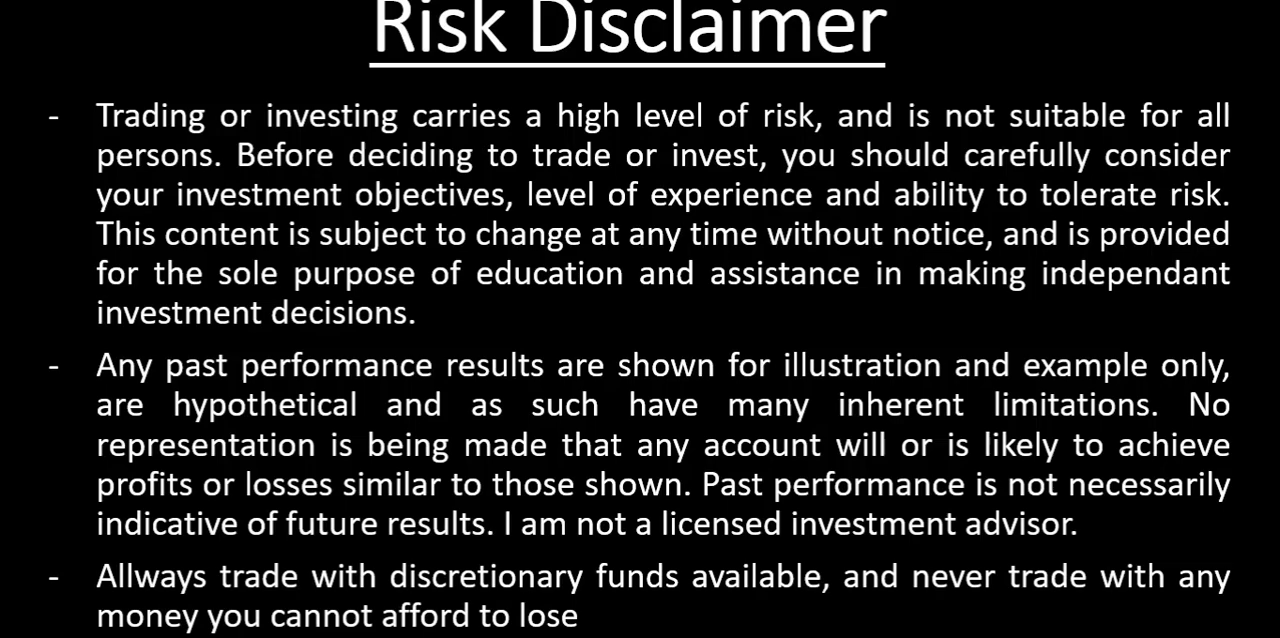 Risk Disclaimer
- Trading or investing carries a high level of risk, and is not suitable for all
persons. Before deciding to trade or invest, you should carefully consider
your investment objectives, level of experience and ability to tolerate risk.
This content is subject to change at any time without notice, and is provided
for the sole purpose of education and assistance in making independant
investment decisions.
- Any past performance results are shown for illustration and example only,
are hypothetical and as such have many inherent limitations. No
representation is being made that any account will or is likely to achieve
profits or losses similar to those shown. Past performance is not necessarily
indicative of future results. I am not a licensed investment advisor.
- Allways trade with discretionary funds available, and never trade with any
money you cannot afford to lose